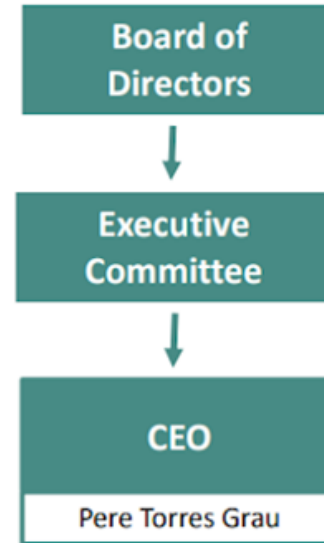 Board of
Directors
Executive
Committee
CEO
Pere Torres Grau